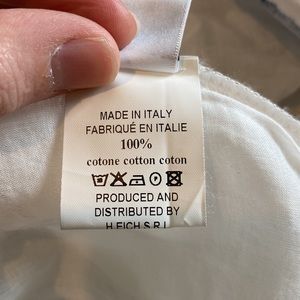 MADE IN ITALY
FABRIQUÉ EN ITALIE
100%
cotone cotton coton
PRODUCED AND
DISTRIBUTED BY
H.EICH S.R.L.